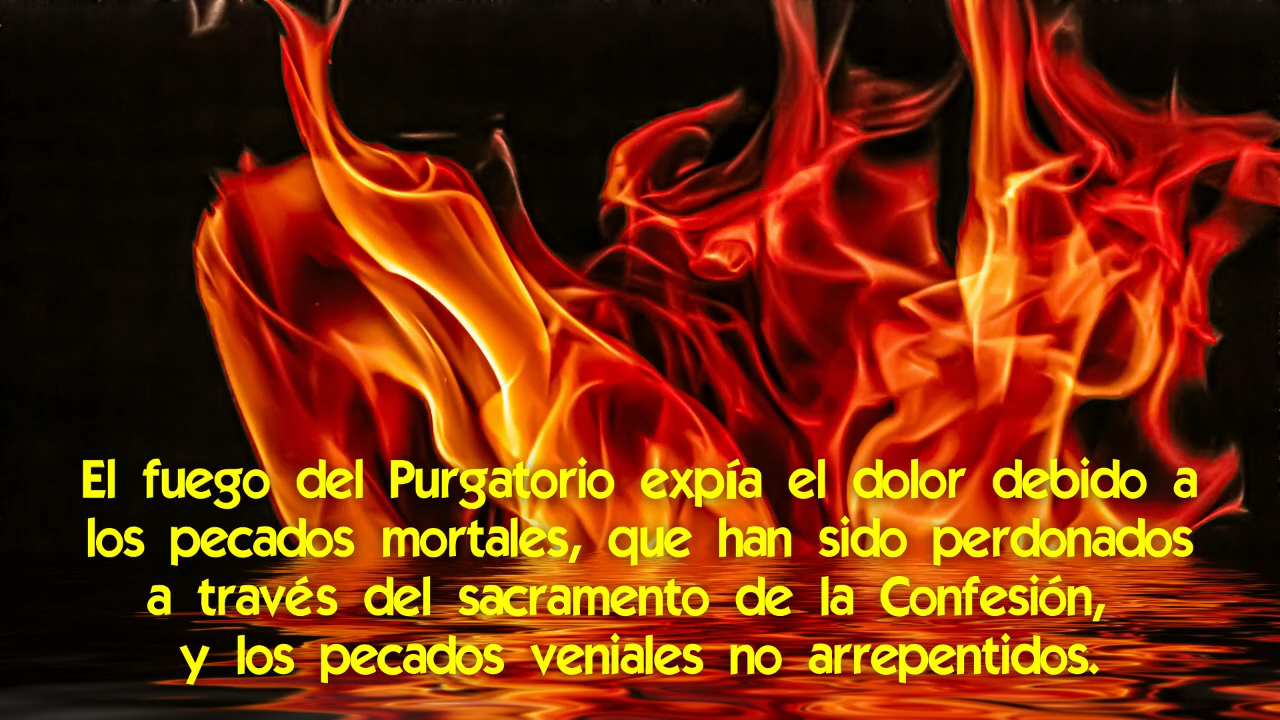 El fuego del Purgatorio expía el dolor debido a
los pecados mortales, que han sido perdonados
a través del sacramento de la Confesión,
y los pecados veniales no arrepentidos.